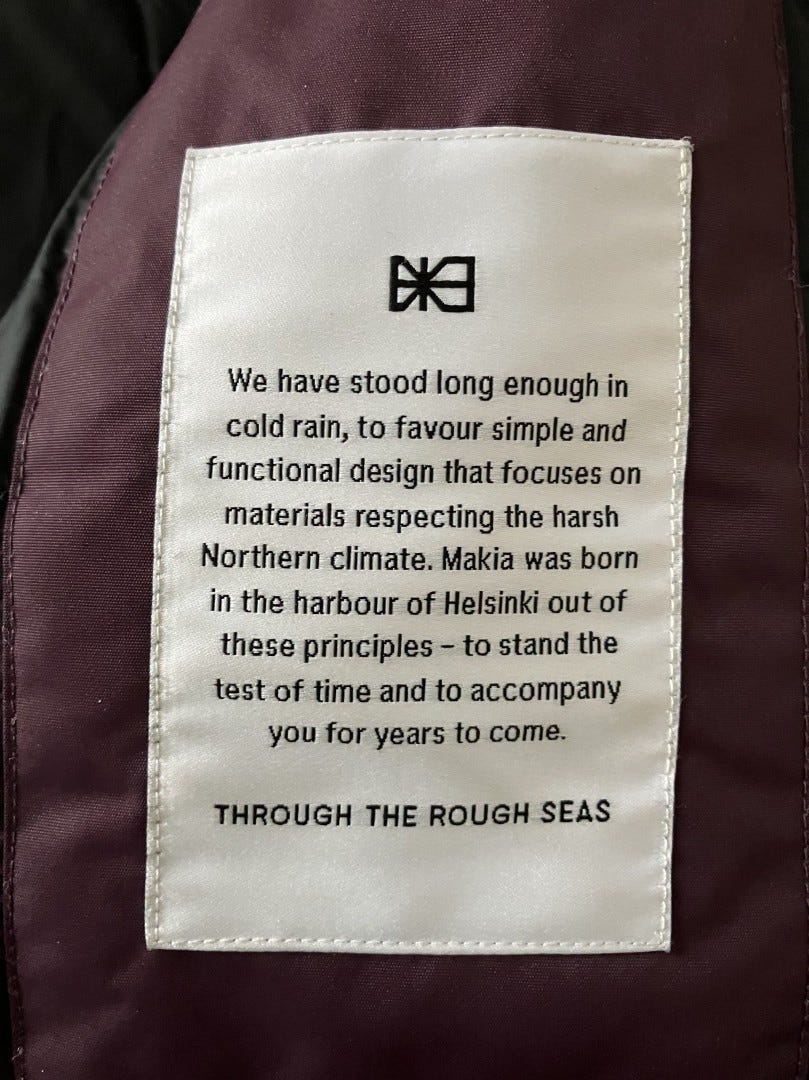 We have stood long enough in
cold rain, to favour simple and
functional design that focuses on
materials respecting the harsh
Northern climate. Makia was born
in the harbour of Helsinki out of
these principles – to stand the
test of time and to accompany
you for years to come.
THROUGH THE ROUGH SEAS